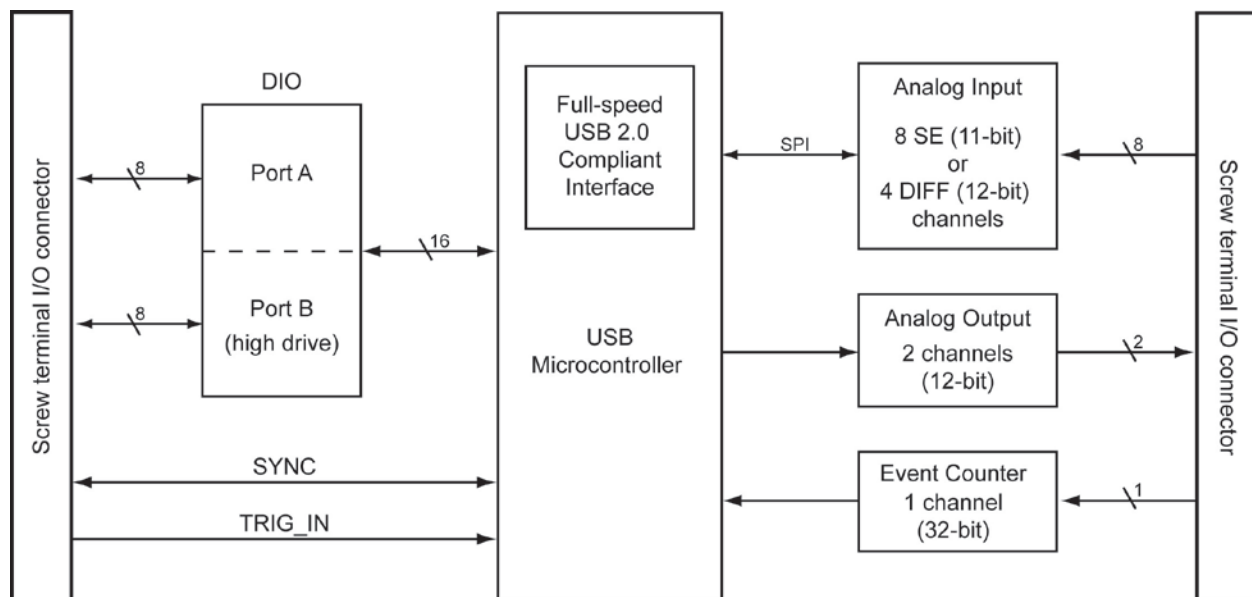 Screw terminal I/O connector
DIO
8
Port A
16
8
Port B
(high drive)
SYNC
TRIG_IN
Full-speed
USB 2.0
Compliant
Interface
USB
Microcontroller
SPI
Analog Input
8 SE (11-bit)
or
4 DIFF (12-bit)
channels
8
Analog Output
2 channels
(12-bit)
2
Event Counter
1 channel
(32-bit)
1
Screw terminal I/O connector